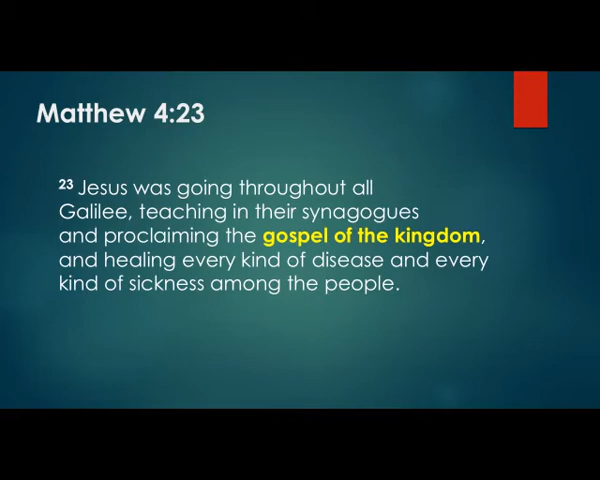 Matthew 4:23
23 Jesus was going throughout all
Galilee, teaching in their synagogues
and proclaiming the gospel of the kingdom,
and healing every kind of disease and every
kind of sickness among the people.